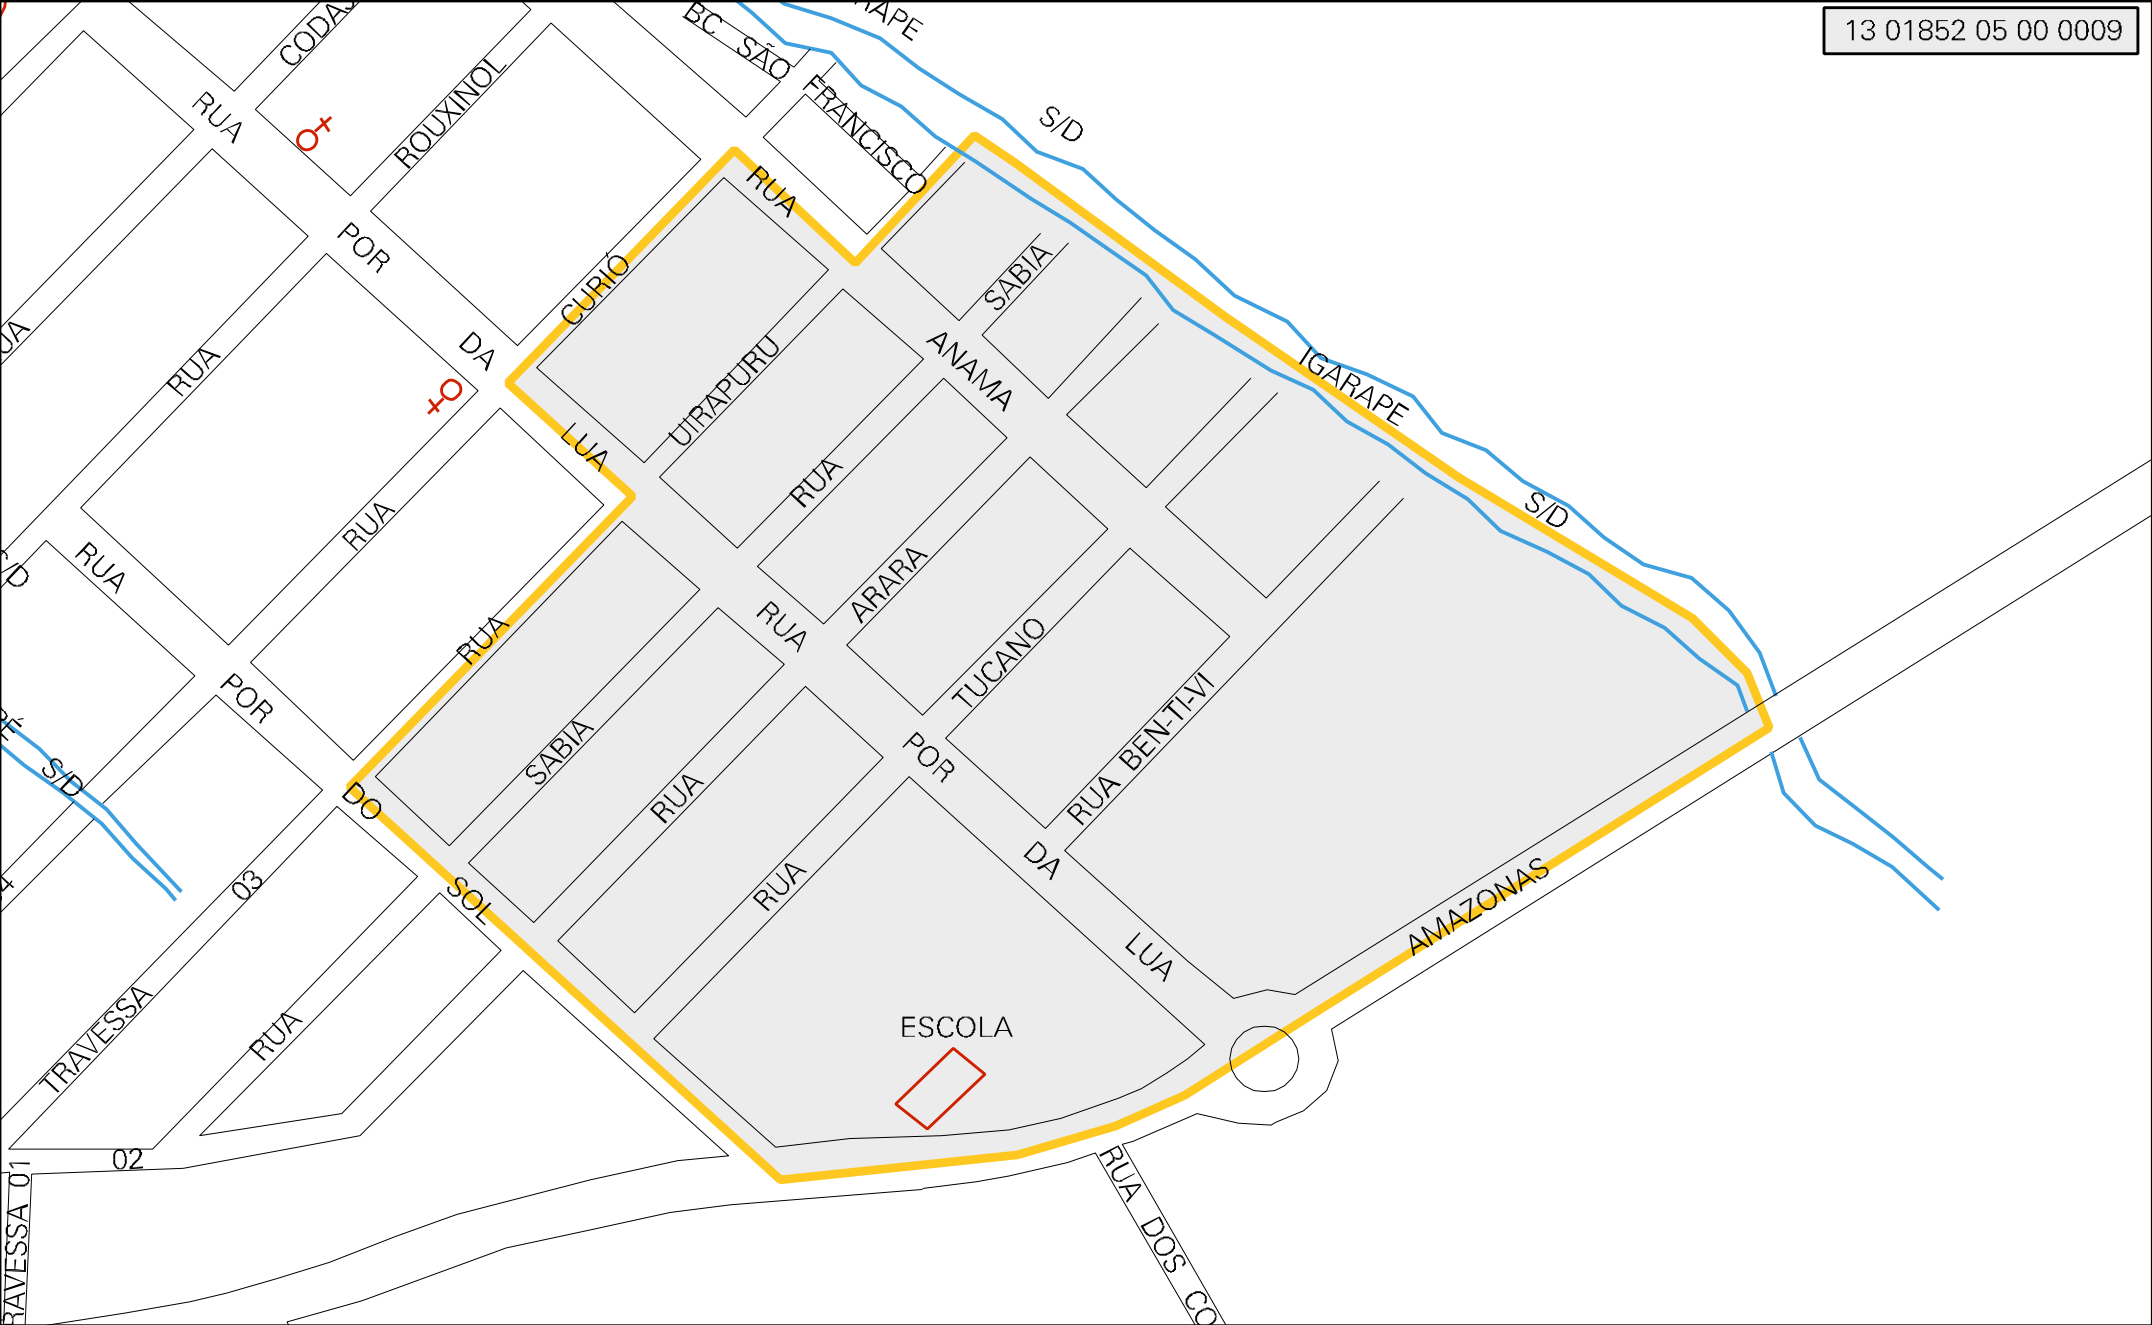 13 01852 05 00 0009
BC SÃO FRANCISCO
S/D
RUA
ROUXINOL
RUA
CURIÓ
POR
DA
LUA
RUA
RUA
RUA
UIRAPURU
RUA
SABIA
ANAMA
IGARAPE
S/D
RUA
ARARA
TUCANO
RUA BEN-TI-VI
RUA
POR
DA
LUA
AMAZONAS
RUA
POR
DO
SOL
S/D
SABIA
RUA
RUA
ESCOLA
TRAVESSA
03
RUA
02
01
RUA DOS